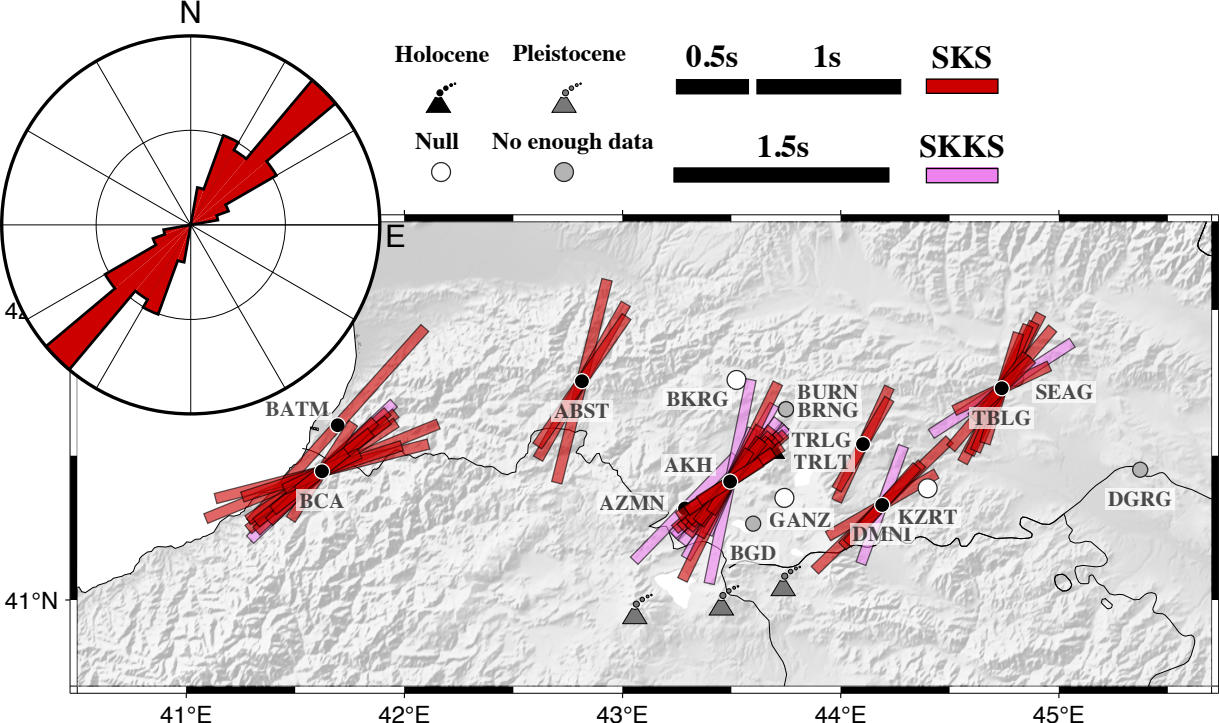 N
E
Holocene Pleistocene
0.5s 1s SKS
Null No enough data
1.5s SKKS
BATM
BCA
ABST
BKRG
BURN
BRNG
TRLG
TRLT
AKH
AZMN
GANZ
BGD
KZRT
DMNI
SEAG
TBLG
DGRG
41°N
41°E 42°E 43°E 44°E 45°E